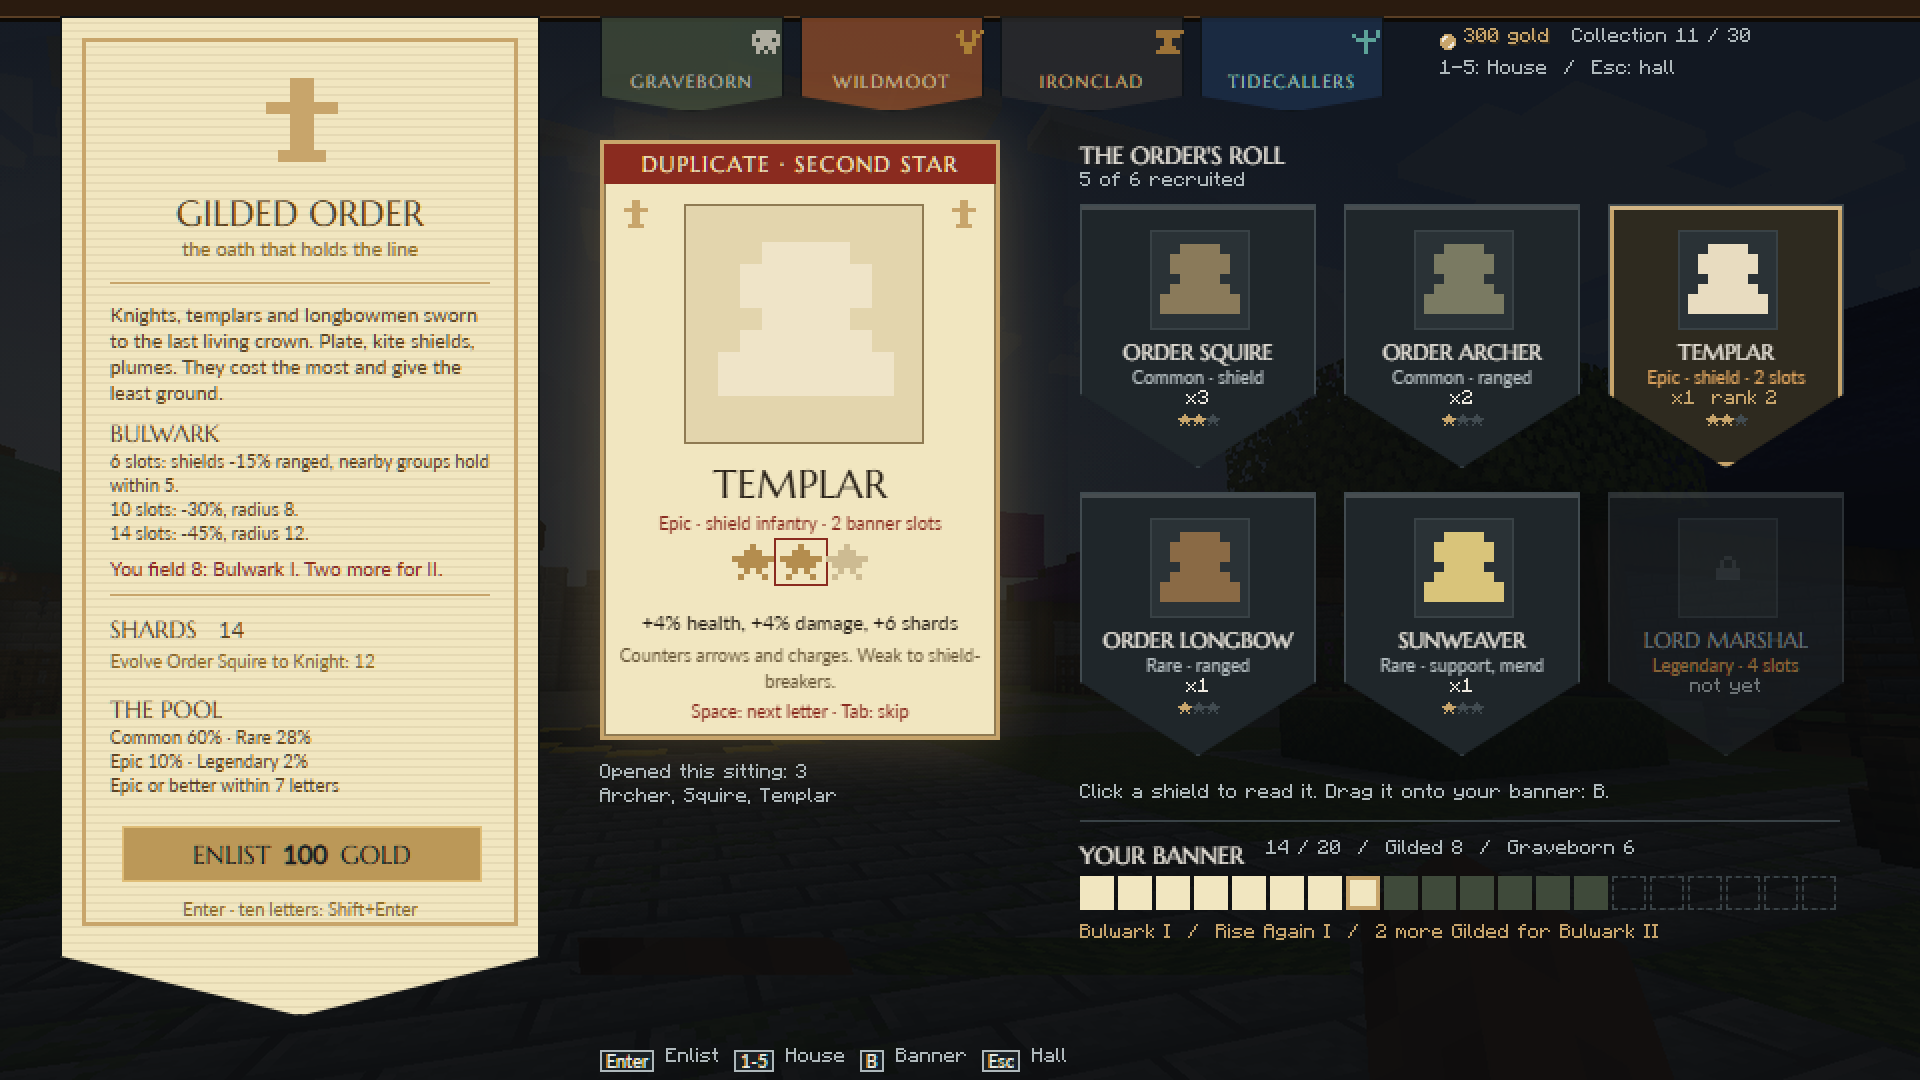 GILDED ORDER
the oath that holds the line
Knights, templars and longbowmen sworn
to the last living crown. Plate, kite shields,
plumes. They cost the most and give the
least ground.
BULWARK
6 slots: shields -15% ranged, nearby groups hold
within 5.
10 slots: -30%, radius 8.
14 slots: -45%, radius 12.
You field 8: Bulwark I. Two more for II.
SHARDS 14
Evolve Order Squire to Knight: 12
THE POOL
Common 60% · Rare 28%
Epic 10% · Legendary 2%
Epic or better within 7 letters
ENLIST 100 GOLD
Enter · ten letters: Shift+Enter
GRAVEBORN
WILDMOOT
IRONCLAD
TIDECALLERS
300 gold Collection 11 / 30
1-5: House / Esc: hall
DUPLICATE · SECOND STAR
TEMPLAR
Epic · shield infantry · 2 banner slots
+4% health, +4% damage, +6 shards
Counters arrows and charges. Weak to shield-
breakers.
Space: next letter · Tab: skip
Opened this sitting: 3
Archer, Squire, Templar
THE ORDER'S ROLL
5 of 6 recruited
ORDER SQUIRE
Common · shield
x3
ORDER ARCHER
Common · ranged
x2
TEMPLAR
Epic · shield · 2 slots
x1 rank 2
ORDER LONGBOW
Rare · ranged
x1
SUNWEAVER
Rare · support, mend
x1
LORD MARSHAL
Legendary · 4 slots
not yet
Click a shield to read it. Drag it onto your banner: B.
YOUR BANNER 14 / 20 / Gilded 8 / Graveborn 6
Bulwark I / Rise Again I / 2 more Gilded for Bulwark II
Enter Enlist 1-5 House B Banner Esc Hall